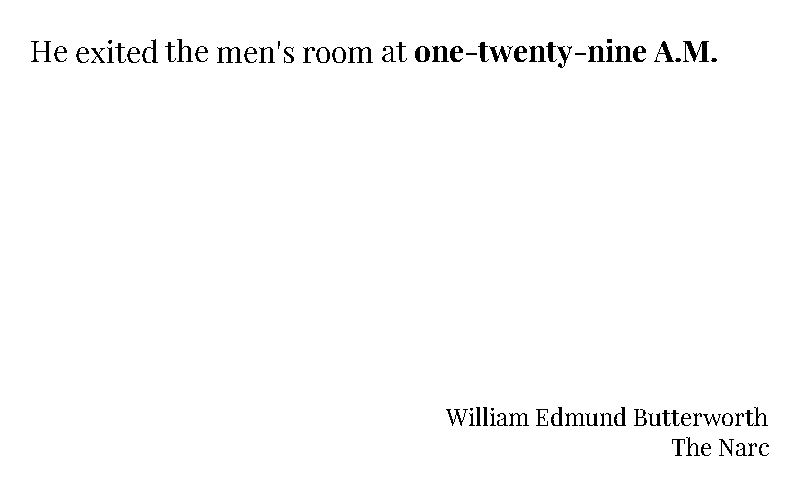 He exited the men's room at one-twenty-nine A.M.
William Edmund Butterworth
The Narc